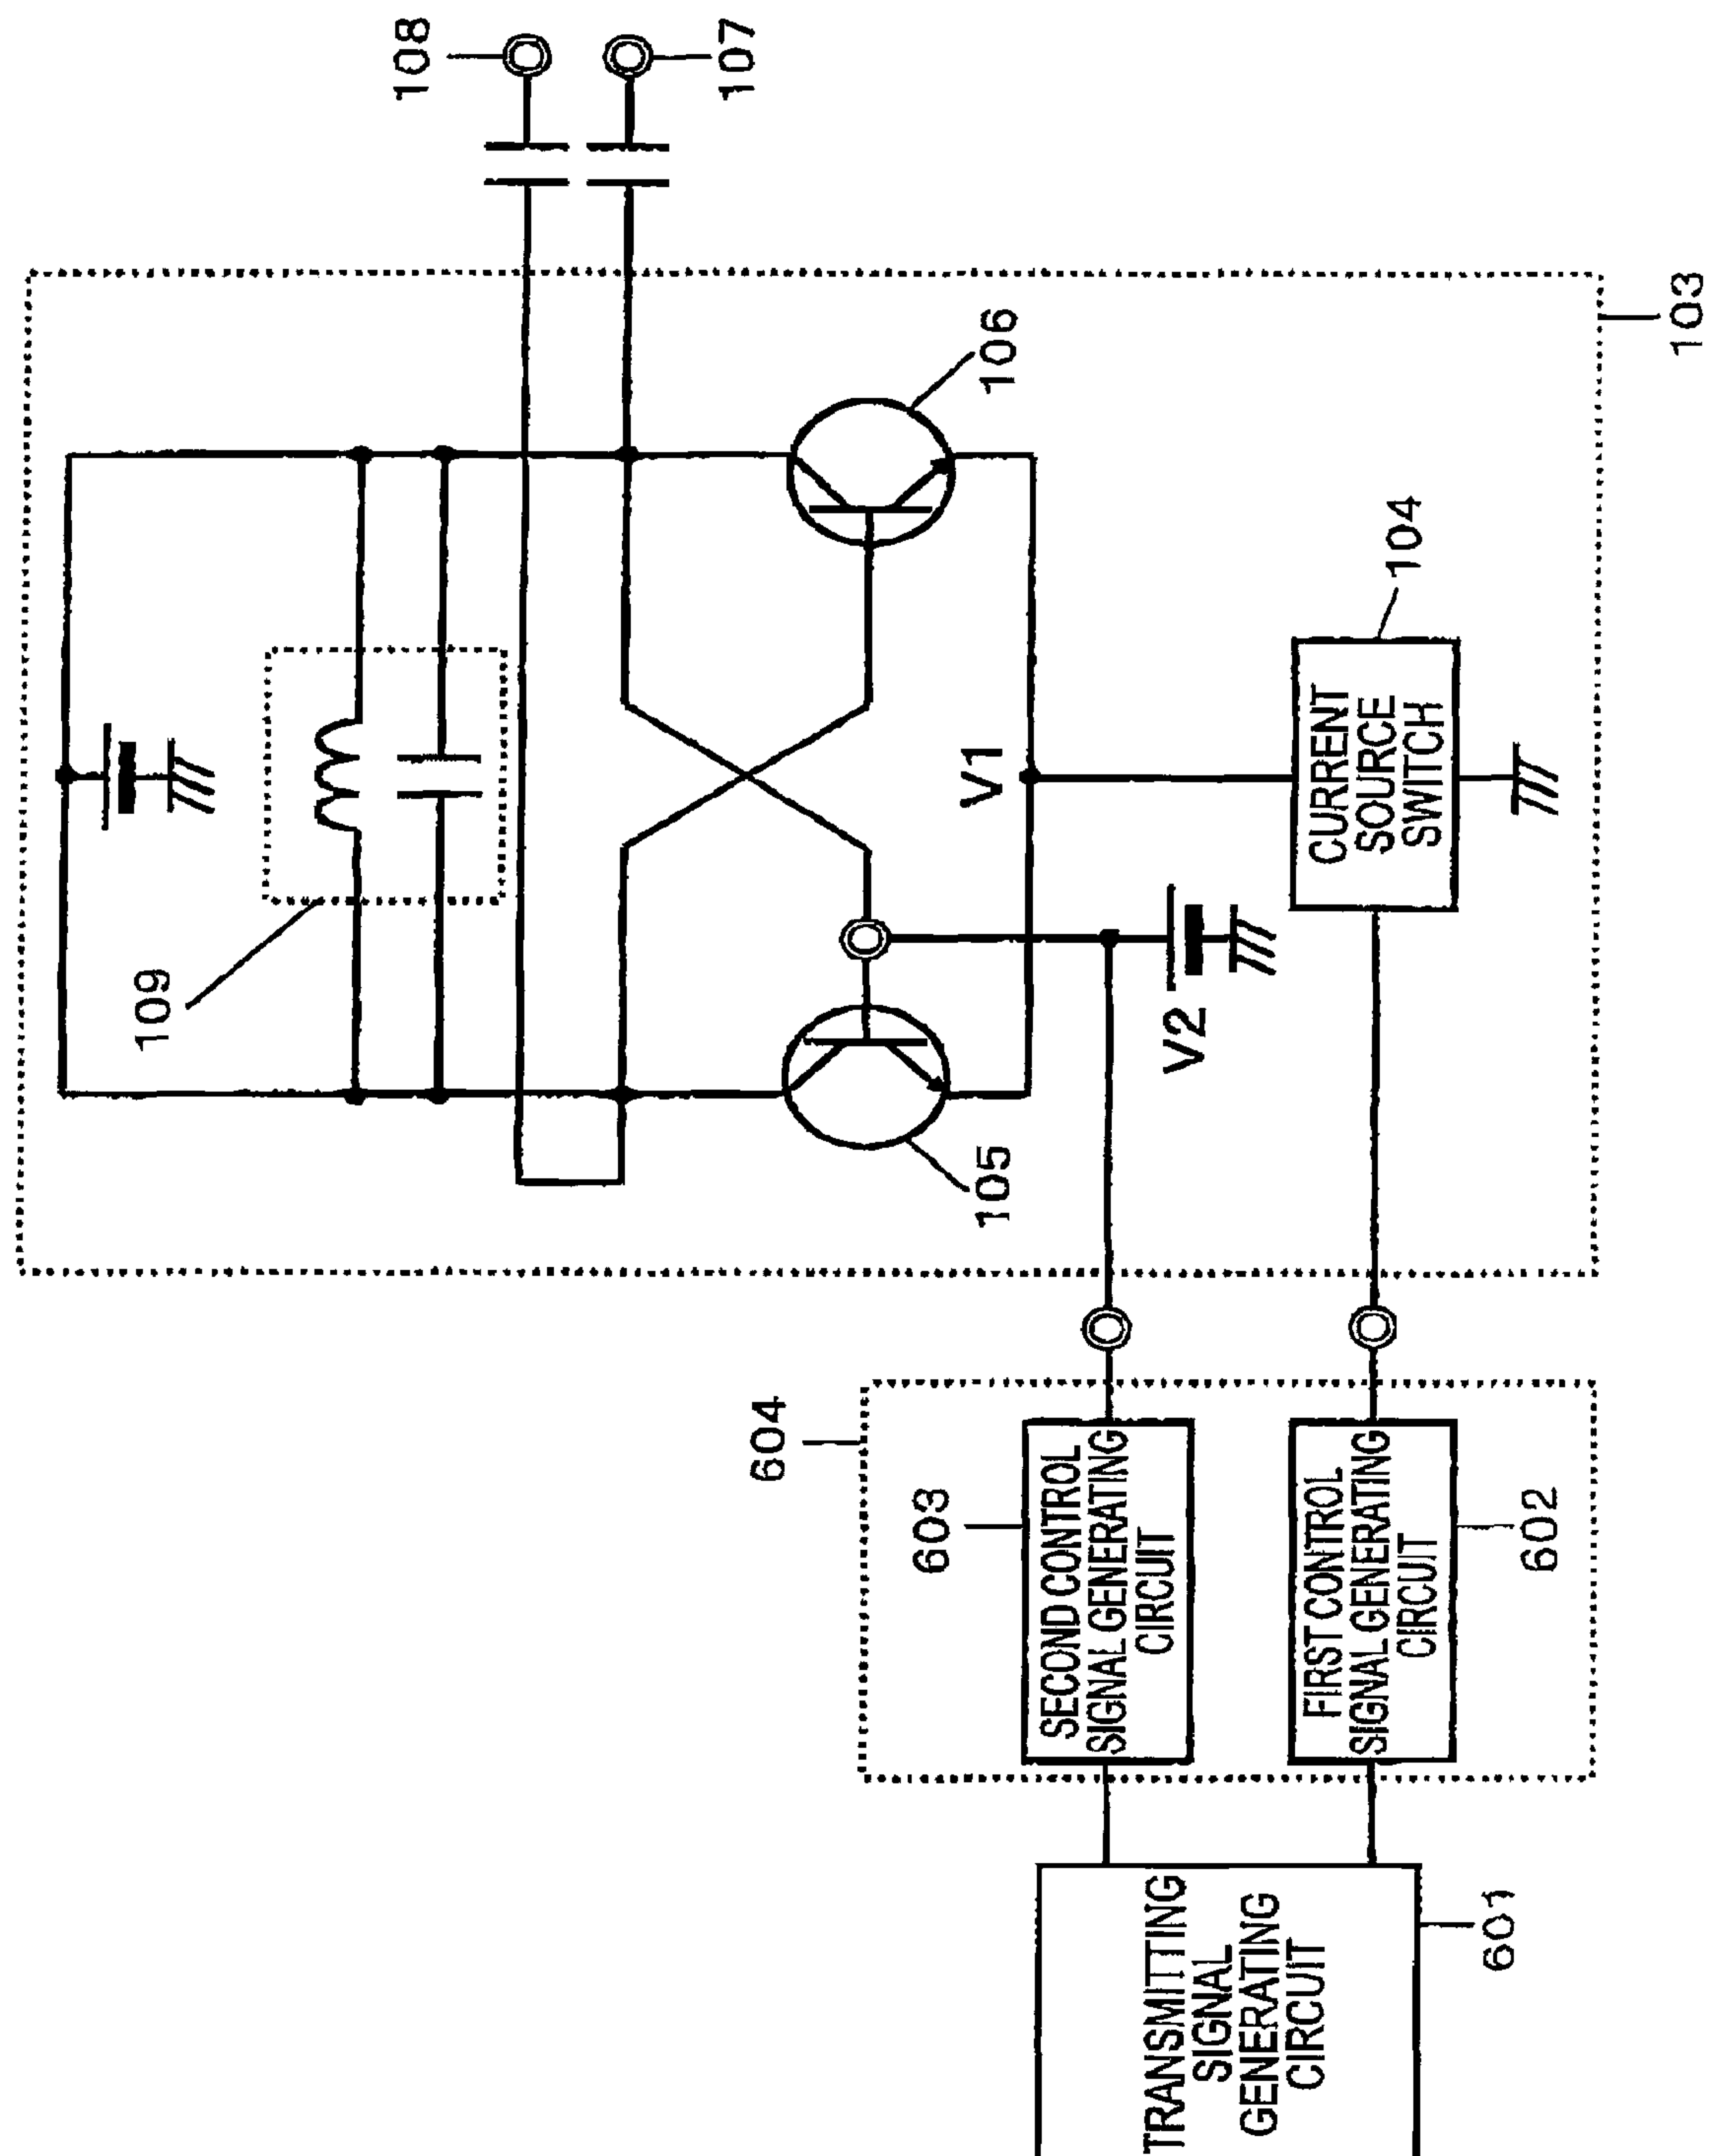 108
107
103
106
104
109
V1
CURRENT
SOURCE
SWITCH
V2
105
604
603
SECOND CONTROL
SIGNAL GENERATING
CIRCUIT
FIRST CONTROL
SIGNAL GENERATING
CIRCUIT
602
TRANSMITTING
SIGNAL
GENERATING
CIRCUIT
601